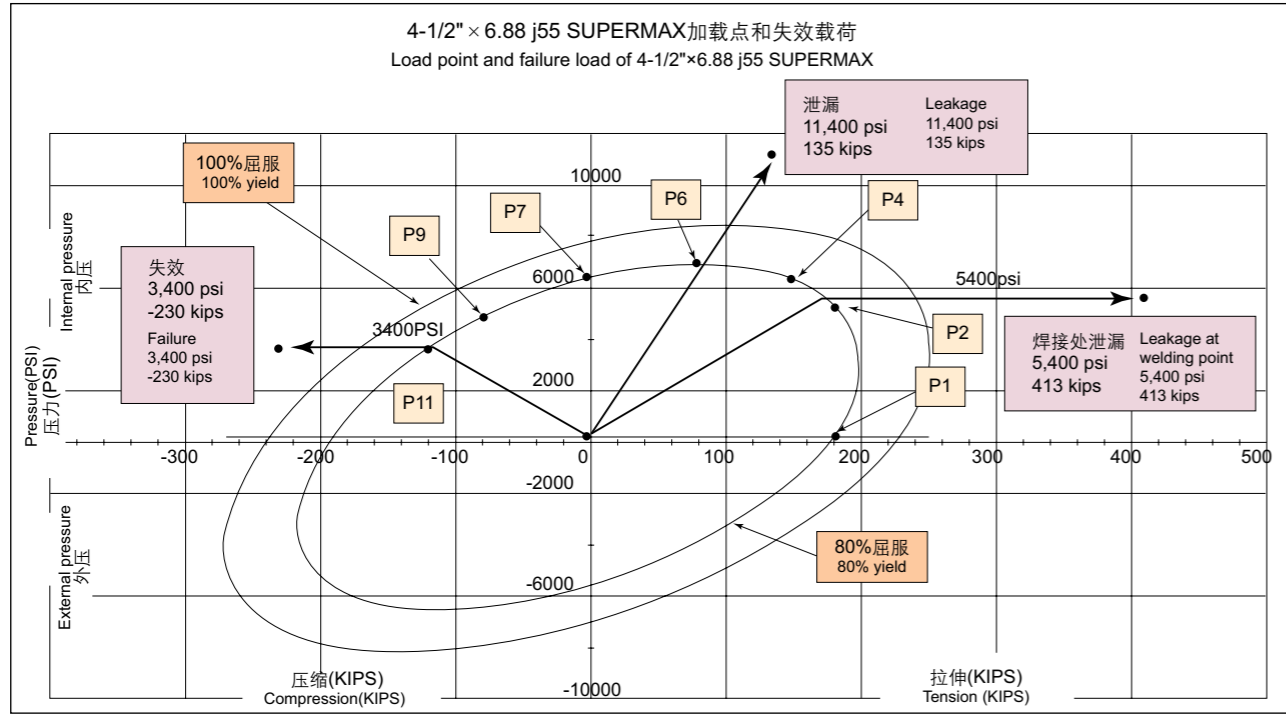 4-1/2" × 6.88 j55 SUPERMAX加载点和失效载荷
Load point and failure load of 4-1/2"×6.88 j55 SUPERMAX
泄漏
11,400 psi
135 kips
Leakage
11,400 psi
135 kips
100%屈服
100% yield
10000
P7
P6
P4
P9
Internal pressure
内压
失效
3,400 psi
-230 kips
Failure
3,400 psi
-230 kips
6000
5400psi
3400PSI
P2
焊接处泄漏
5,400 psi
413 kips
Leakage at
welding point
5,400 psi
413 kips
Pressure(PSI)
压力(PSI)
P11
2000
P1
-300
-200
-100
0
100
200
300
400
500
-2000
External pressure
外压
80%屈服
80% yield
-6000
压缩(KIPS)
Compression(KIPS)
-10000
拉伸(KIPS)
Tension (KIPS)